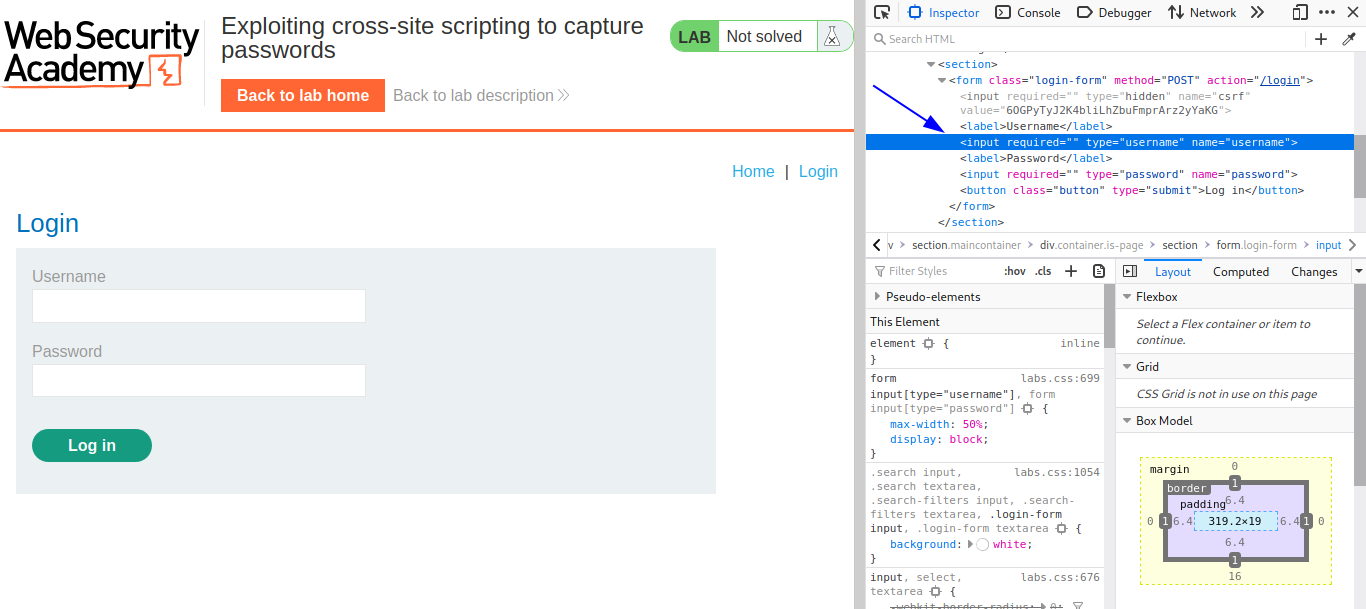 Web Security
Academy
Exploiting cross-site scripting to capture
passwords
Back to lab home
Back to lab description
LAB
Not solved
Home | Login
Login
Username
Password
Log in
Inspector
Console
Debugger
Network
Search HTML
<section>
<form class="login-form" method="POST" action="/login">
<input required="" type="hidden" name="csrf"
value="6OGPyTyJ2K4bliLhZbuFmprArz2yYaKG">
<label>Username</label>
<input required="" type="username" name="username">
<label>Password</label>
<input required="" type="password" name="password">
<button class="button" type="submit">Log in</button>
</form>
</section>
v > section.maincontainer > div.container.is-page > section > form.login-form > input
Filter Styles
:hov .cls
Pseudo-elements
This Element
element { inline
}
form labs.css:699
input[type="username"], form
input[type="password"] {
max-width: 50%;
display: block;
}
.search input, labs.css:1054
.search textarea,
.search-filters input, .search-
filters textarea, .login-form
input, .login-form textarea {
background: white;
}
input, select, labs.css:676
textarea {
-webkit-border-radius: 0;
Layout
Computed
Changes
Flexbox
Select a Flex container or item to
continue.
Grid
CSS Grid is not in use on this page
Box Model
margin 0
border 1
padding 6.4
0 1 6.4 319.2×19 6.4 1 0
6.4
1
16